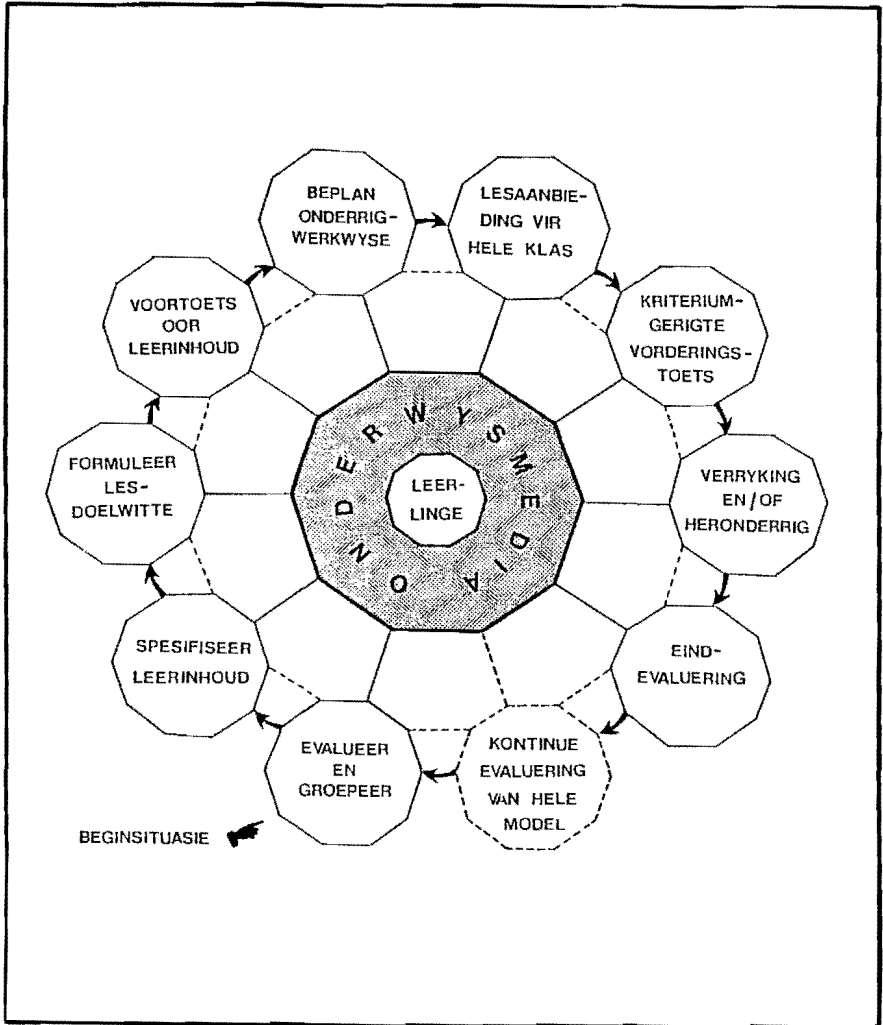 BEPLAN
ONDERRIG-
WERKWYSE
LESAANBIE-
DING VIR
HELE KLAS
VOORTOETS
OOR
LEERINHOUD
KRITERIUM-
GERIGTE
VORDERINGS-
TOETS
FORMULEER
LES-
DOELWITTE
ONDERWYSMEDIA
LEER-
LINGE
VERRYKING
EN/OF
HERONDERRIG
SPESIFISEER
LEERINHOUD
EIND-
EVALUERING
EVALUEER
EN
GROEPEER
KONTINUE
EVALUERING
VAN HELE
MODEL
BEGINSITUASIE